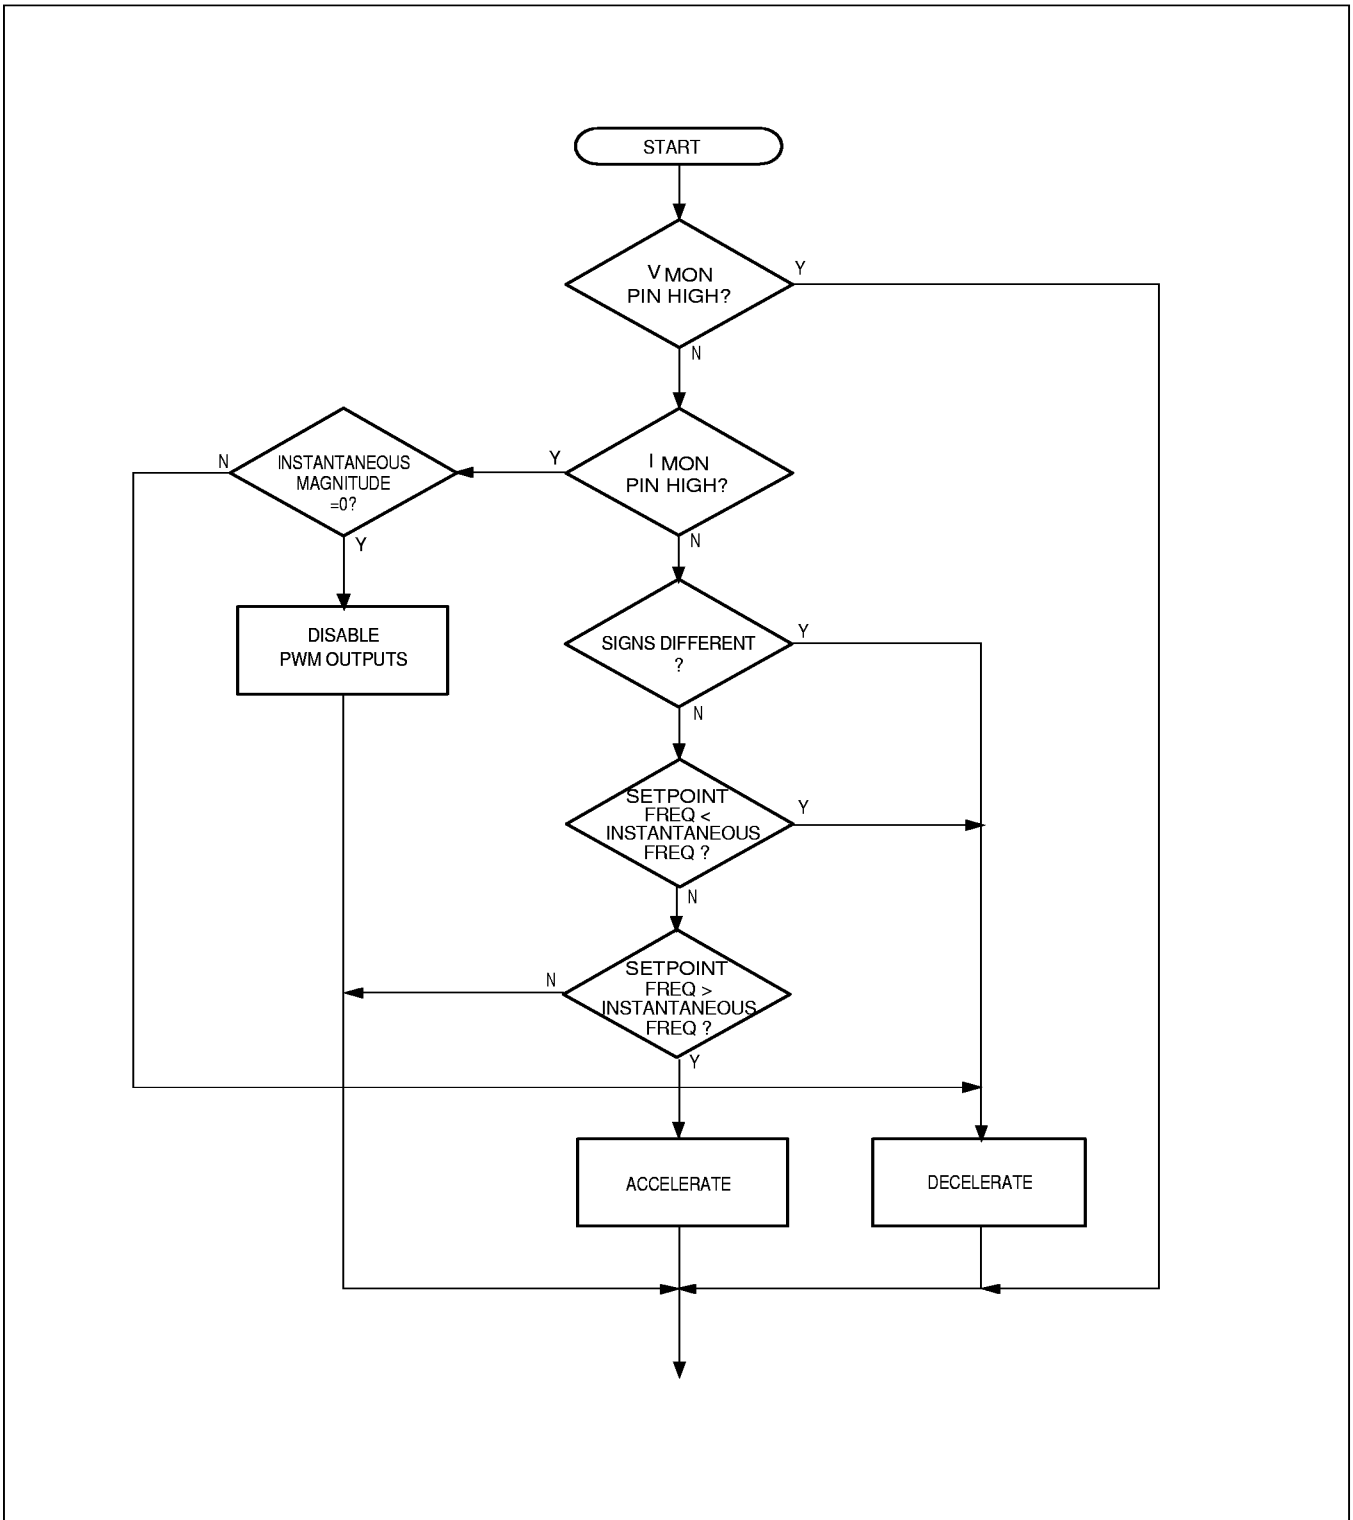 START
V MON
PIN HIGH?
Y
N
I MON
PIN HIGH?
Y
N
INSTANTANEOUS
MAGNITUDE
=0?
N
Y
DISABLE
PWM OUTPUTS
SIGNS DIFFERENT
?
Y
N
SETPOINT
FREQ <
INSTANTANEOUS
FREQ ?
Y
N
SETPOINT
FREQ >
INSTANTANEOUS
FREQ ?
N
Y
ACCELERATE
DECELERATE